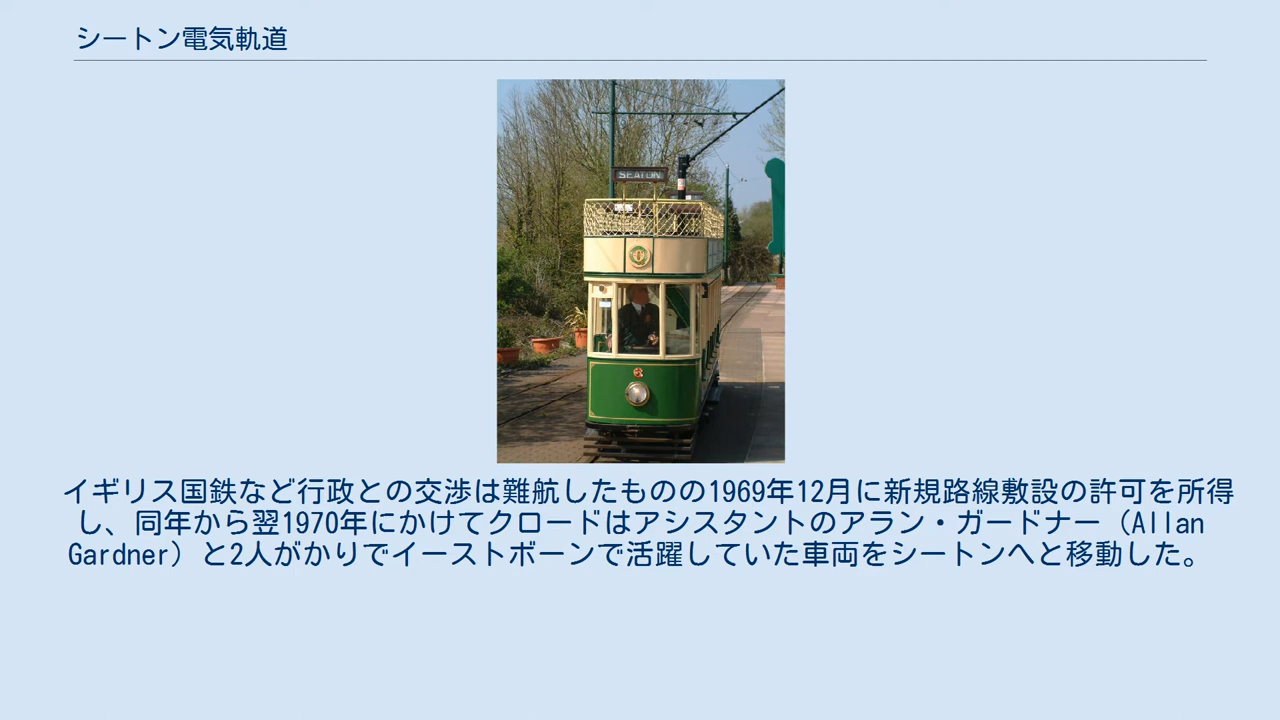 シートン電気軌道
SEATON
6
イギリス国鉄など行政との交渉は難航したものの1969年12月に新規路線敷設の許可を所得
し、同年から翌1970年にかけてクロードはアシスタントのアラン・ガードナー（Allan
Gardner）と2人がかりでイーストボーンで活躍していた車両をシートンへと移動した。